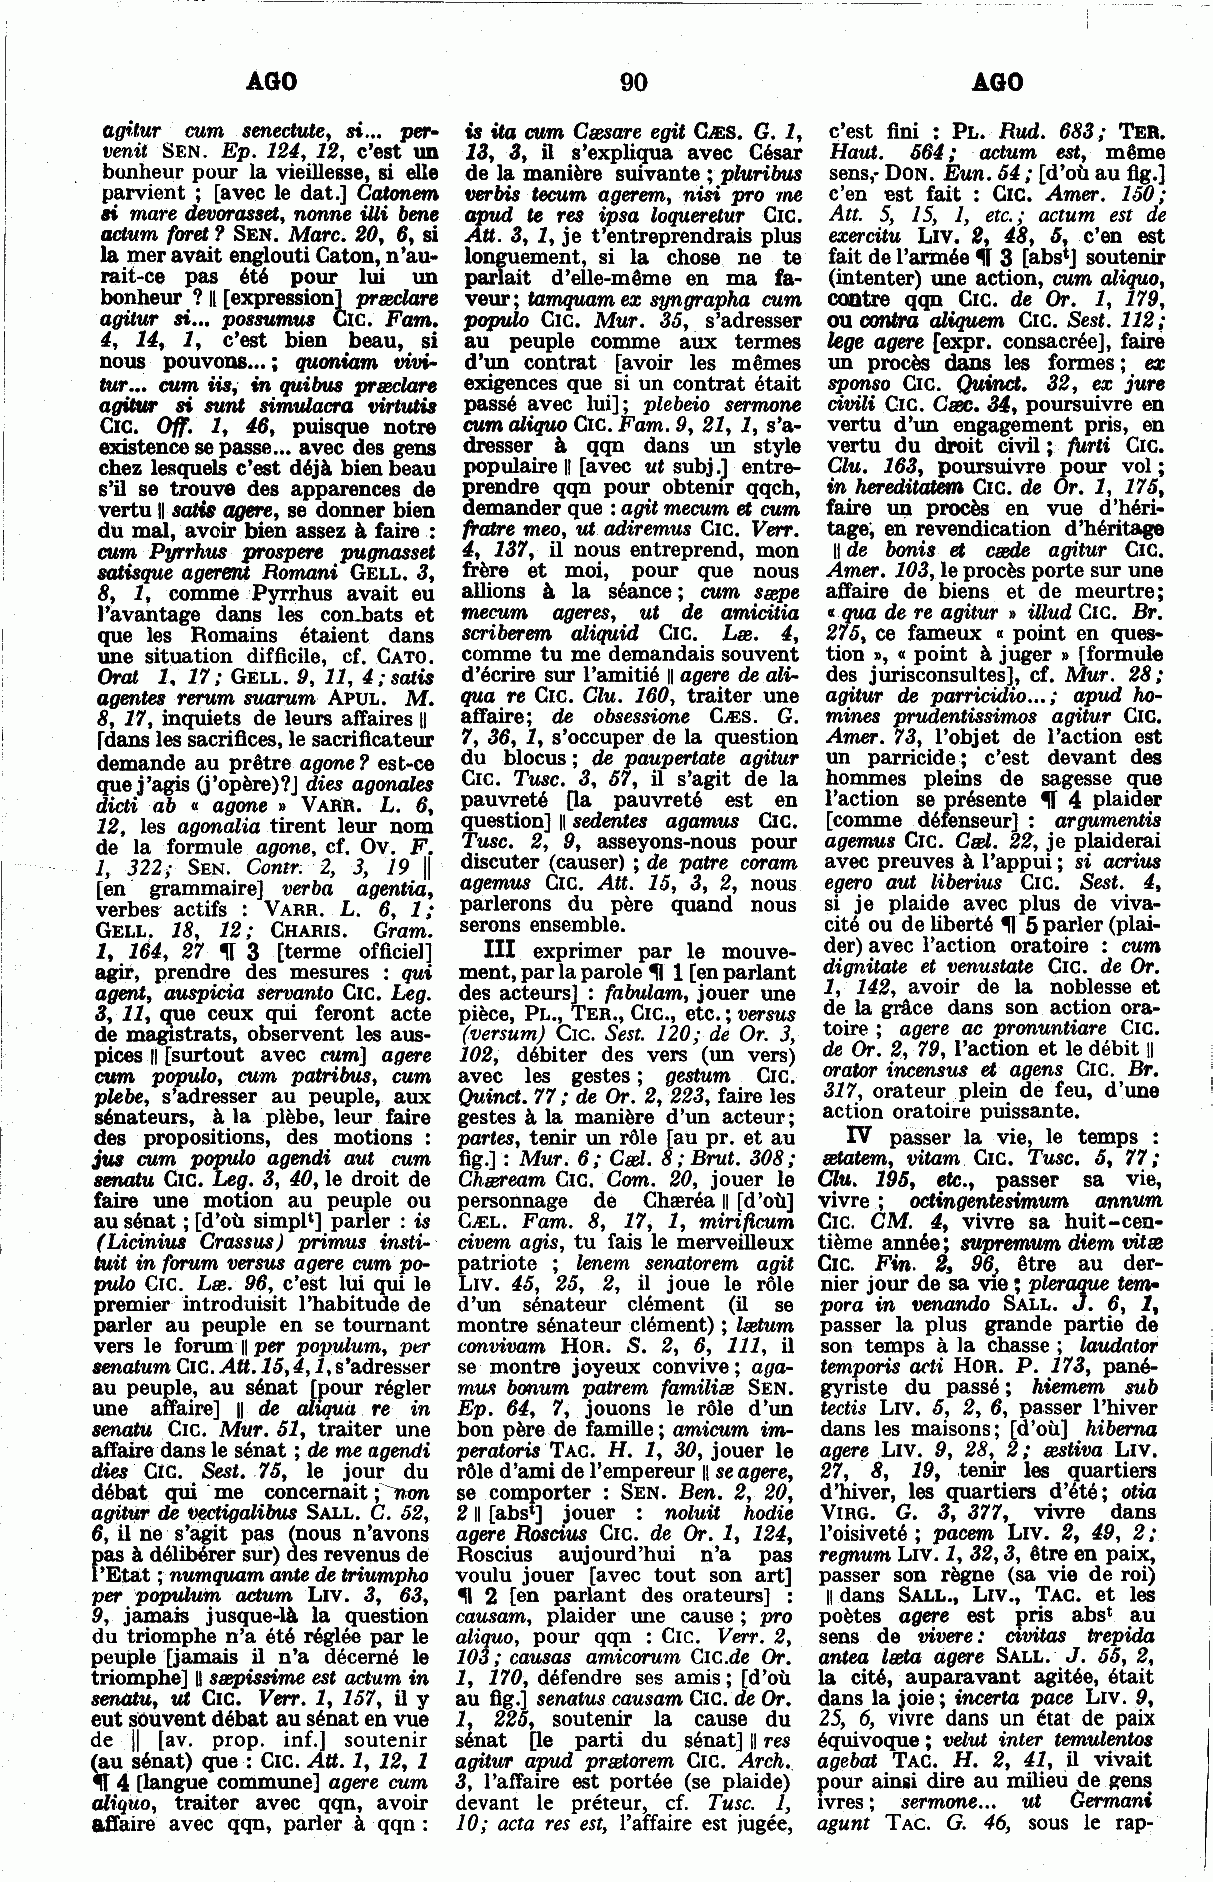 AGO 90 AGO
agitur cum senectute, si... per-
venit SEN. Ep. 124, 12, c'est un
bonheur pour la vieillesse, si elle
parvient ; [avec le dat.] Catonem
si mare devorasset, nonne illi bene
actum foret ? SEN. Marc. 20, 6, si
la mer avait englouti Caton, n'au-
rait-ce pas été pour lui un
bonheur ? || [expression] præclare
agitur si... possumus CIC. Fam.
4, 14, 1, c'est bien beau, si
nous pouvons... ; quoniam vivi-
tur... cum iis, in quibus præclare
agitur si sunt simulacra virtutis
CIC. Off. 1, 46, puisque notre
existence se passe... avec des gens
chez lesquels c'est déjà bien beau
s'il se trouve des apparences de
vertu || satis agere, se donner bien
du mal, avoir bien assez à faire :
cum Pyrrhus prospere pugnasset
satisque agerent Romani GELL. 3,
8, 1, comme Pyrrhus avait eu
l'avantage dans les combats et
que les Romains étaient dans
une situation difficile, cf. CATO.
Orat 1, 17 ; GELL. 9, 11, 4 ; satis
agentes rerum suarum APUL. M.
8, 17, inquiets de leurs affaires ||
[dans les sacrifices, le sacrificateur
demande au prêtre agone ? est-ce
que j'agis (j'opère)?] dies agonales
dicti ab « agone » VARR. L. 6,
12, les agonalia tirent leur nom
de la formule agone, cf. OV. F.
1, 322; SEN. Contr. 2, 3, 19 ||
[en grammaire] verba agentia,
verbes actifs : VARR. L. 6, 1 ;
GELL. 18, 12 ; CHARIS. Gram.
1, 164, 27 ¶ 3 [terme officiel]
agir, prendre des mesures : qui
agent, auspicia servanto CIC. Leg.
3, 11, que ceux qui feront acte
de magistrats, observent les aus-
pices || [surtout avec cum] agere
cum populo, cum patribus, cum
plebe, s'adresser au peuple, aux
sénateurs, à la plèbe, leur faire
des propositions, des motions :
jus cum populo agendi aut cum
senatu CIC. Leg. 3, 40, le droit de
faire une motion au peuple ou
au sénat ; [d'où simplᵗ] parler : is
(Licinius Crassus) primus insti-
tuit in forum versus agere cum po-
pulo CIC. Læ. 96, c'est lui qui le
premier introduisit l'habitude de
parler au peuple en se tournant
vers le forum || per populum, per
senatum CIC. Att. 15, 4, 1, s'adresser
au peuple, au sénat [pour régler
une affaire] || de aliqua re in
senatu CIC. Mur. 51, traiter une
affaire dans le sénat ; de me agendi
dies CIC. Sest. 75, le jour du
débat qui me concernait ; non
agitur de vectigalibus SALL. C. 52,
6, il ne s'agit pas (nous n'avons
pas à délibérer sur) des revenus de
l'Etat ; numquam ante de triumpho
per populum actum LIV. 3, 63,
9, jamais jusque-là la question
du triomphe n'a été réglée par le
peuple [jamais il n'a décerné le
triomphe] || sæpissime est actum in
senatu, ut CIC. Verr. 1, 157, il y
eut souvent débat au sénat en vue
de || [av. prop. inf.] soutenir
(au sénat) que : CIC. Att. 1, 12, 1
¶ 4 [langue commune] agere cum
aliquo, traiter avec qqn, avoir
affaire avec qqn, parler à qqn :
is ita cum Cæsare egit CÆS. G. 1,
13, 3, il s'expliqua avec César
de la manière suivante ; pluribus
verbis tecum agerem, nisi pro me
apud te res ipsa loqueretur CIC.
Att. 3, 1, je t'entreprendrais plus
longuement, si la chose ne te
parlait d'elle-même en ma fa-
veur ; tamquam ex syngrapha cum
populo CIC. Mur. 35, s'adresser
au peuple comme aux termes
d'un contrat [avoir les mêmes
exigences que si un contrat était
passé avec lui] ; plebeio sermone
cum aliquo CIC. Fam. 9, 21, 1, s'a-
dresser à qqn dans un style
populaire || [avec ut subj.] entre-
prendre qqn pour obtenir qqch,
demander que : agit mecum et cum
fratre meo, ut adiremus CIC. Verr.
4, 137, il nous entreprend, mon
frère et moi, pour que nous
allions à la séance ; cum sæpe
mecum ageres, ut de amicitia
scriberem aliquid CIC. Læ. 4,
comme tu me demandais souvent
d'écrire sur l'amitié || agere de ali-
qua re CIC. Clu. 160, traiter une
affaire; de obsessione CÆS. G.
7, 36, 1, s'occuper de la question
du blocus ; de paupertate agitur
CIC. Tusc. 3, 57, il s'agit de la
pauvreté [la pauvreté est en
question] || sedentes agamus CIC.
Tusc. 2, 9, asseyons-nous pour
discuter (causer) ; de patre coram
agemus CIC. Att. 15, 3, 2, nous
parlerons du père quand nous
serons ensemble.
III exprimer par le mouve-
ment, par la parole ¶ 1 [en parlant
des acteurs] : fabulam, jouer une
pièce, PL., TER., CIC., etc. ; versus
(versum) CIC. Sest. 120; de Or. 3,
102, débiter des vers (un vers)
avec les gestes ; gestum CIC.
Quinct. 77 ; de Or. 2, 223, faire les
gestes à la manière d'un acteur;
partes, tenir un rôle [au pr. et au
fig.] : Mur. 6 ; Cæl. 8 ; Brut. 308 ;
Chæream CIC. Com. 20, jouer le
personnage de Chæréa || [d'où]
CÆL. Fam. 8, 17, 1, mirificum
civem agis, tu fais le merveilleux
patriote ; lenem senatorem agit
LIV. 45, 25, 2, il joue le rôle
d'un sénateur clément (il se
montre sénateur clément) ; lætum
convivam HOR. S. 2, 6, 111, il
se montre joyeux convive ; aga-
mus bonum patrem familiæ SEN.
Ep. 64, 7, jouons le rôle d'un
bon père de famille ; amicum im-
peratoris TAC. H. 1, 30, jouer le
rôle d'ami de l'empereur || se agere,
se comporter : SEN. Ben. 2, 20,
2 || [absᵗ] jouer : noluit hodie
agere Roscius CIC. de Or. 1, 124,
Roscius aujourd'hui n'a pas
voulu jouer [avec tout son art]
¶ 2 [en parlant des orateurs] :
causam, plaider une cause ; pro
aliquo, pour qqn : CIC. Verr. 2,
103 ; causas amicorum CIC. de Or.
1, 170, défendre ses amis ; [d'où
au fig.] senatus causam CIC. de Or.
1, 225, soutenir la cause du
sénat [le parti du sénat] || res
agitur apud prætorem CIC. Arch.
3, l'affaire est portée (se plaide)
devant le préteur, cf. Tusc. 1,
10; acta res est, l'affaire est jugée,
c'est fini : PL. Rud. 683 ; TER.
Haut. 564 ; actum est, même
sens, DON. Eun. 54 ; [d'où au fig.]
c'en est fait : CIC. Amer. 150 ;
Att. 5, 15, 1, etc. ; actum est de
exercitu LIV. 2, 48, 5, c'en est
fait de l'armée ¶ 3 [absᵗ] soutenir
(intenter) une action, cum aliquo,
contre qqn CIC. de Or. 1, 179,
ou contra aliquem CIC. Sest. 112 ;
lege agere [expr. consacrée], faire
un procès dans les formes ; ex
sponso CIC. Quinct. 32, ex jure
civili CIC. Cæc. 34, poursuivre en
vertu d'un engagement pris, en
vertu du droit civil ; furti CIC.
Clu. 163, poursuivre pour vol ;
in hereditatem CIC. de Or. 1, 175,
faire un procès en vue d'héri-
tage, en revendication d'héritage
|| de bonis et cæde agitur CIC.
Amer. 103, le procès porte sur une
affaire de biens et de meurtre;
« qua de re agitur » illud CIC. Br.
275, ce fameux « point en ques-
tion », « point à juger » [formule
des jurisconsultes], cf. Mur. 28 ;
agitur de parricidio... ; apud ho-
mines prudentissimos agitur CIC.
Amer. 73, l'objet de l'action est
un parricide ; c'est devant des
hommes pleins de sagesse que
l'action se présente ¶ 4 plaider
[comme défenseur] : argumentis
agemus CIC. Cæl. 22, je plaiderai
avec preuves à l'appui ; si acrius
egero aut liberius CIC. Sest. 4,
si je plaide avec plus de viva-
cité ou de liberté ¶ 5 parler (plai-
der) avec l'action oratoire : cum
dignitate et venustate CIC. de Or.
1, 142, avoir de la noblesse et
de la grâce dans son action ora-
toire ; agere ac pronuntiare CIC.
de Or. 2, 79, l'action et le débit ||
orator incensus et agens CIC. Br.
317, orateur plein de feu, d'une
action oratoire puissante.
IV passer la vie, le temps :
ætatem, vitam CIC. Tusc. 5, 77 ;
Clu. 195, etc., passer sa vie,
vivre ; octingentesimum annum
CIC. CM. 4, vivre sa huit-cen-
tième année; supremum diem vitæ
CIC. Fin. 2, 96, être au der-
nier jour de sa vie ; pleraque tem-
pora in venando SALL. J. 6, 1,
passer la plus grande partie de
son temps à la chasse ; laudator
temporis acti HOR. P. 173, pané-
gyriste du passé ; hiemem sub
tectis LIV. 5, 2, 6, passer l'hiver
dans les maisons; [d'où] hiberna
agere LIV. 9, 28, 2 ; æstiva LIV.
27, 8, 19, tenir les quartiers
d'hiver, les quartiers d'été; otia
VIRG. G. 3, 377, vivre dans
l'oisiveté ; pacem LIV. 2, 49, 2 ;
regnum LIV. 1, 32, 3, être en paix,
passer son règne (sa vie de roi)
|| dans SALL., LIV., TAC. et les
poètes agere est pris absᵗ au
sens de vivere : civitas trepida
antea læta agere SALL. J. 55, 2,
la cité, auparavant agitée, était
dans la joie ; incerta pace LIV. 9,
25, 6, vivre dans un état de paix
équivoque ; velut inter temulentos
agebat TAC. H. 2, 41, il vivait
pour ainsi dire au milieu de gens
ivres ; sermone... ut Germani
agunt TAC. G. 46, sous le rap-